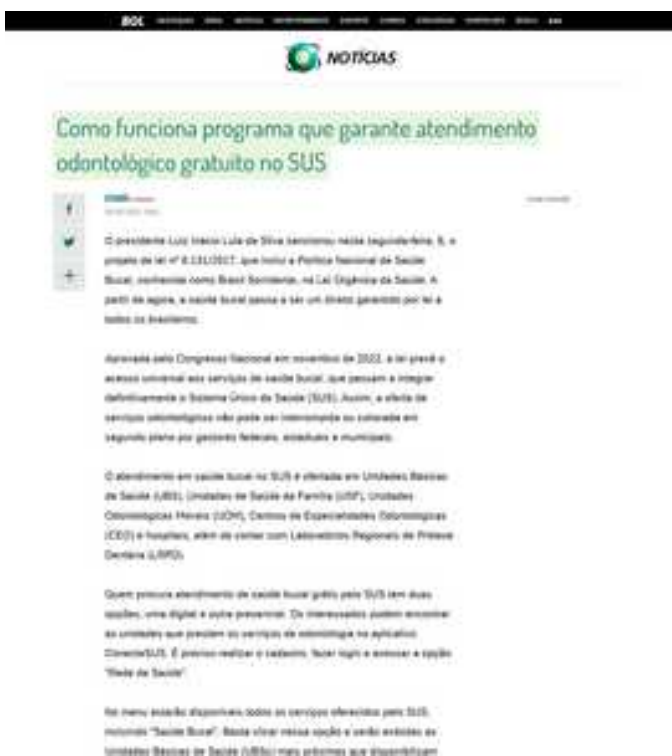 BOL
NOTÍCIAS
Como funciona programa que garante atendimento
odontológico gratuito no SUS
O presidente Luiz Inácio Lula da Silva sancionou nesta segunda-feira, 8, o
projeto de lei nº 8.131/2017, que inclui a Política Nacional de Saúde
Bucal, conhecida como Brasil Sorridente, na Lei Orgânica da Saúde. A
partir de agora, a saúde bucal passa a ser um direito garantido por lei a
todos os brasileiros.
Aprovada pelo Congresso Nacional em novembro de 2022, a lei prevê o
acesso universal aos serviços de saúde bucal, que passam a integrar
definitivamente o Sistema Único de Saúde (SUS). Assim, a oferta de
serviços odontológicos não pode ser interrompida ou colocada em
segundo plano por gestores federais, estaduais e municipais.
O atendimento em saúde bucal no SUS é ofertado em Unidades Básicas
de Saúde (UBS), Unidades de Saúde da Família (USF), Unidades
Odontológicas Móveis (UOM), Centros de Especialidades Odontológicas
(CEO) e hospitais, além de contar com Laboratórios Regionais de Prótese
Dentária (LRPD).
Quem procura atendimento de saúde bucal grátis pelo SUS tem duas
opções, uma digital e outra presencial. Os interessados podem encontrar
as unidades que prestam os serviços de odontologia no aplicativo
ConecteSUS. É preciso realizar o cadastro, fazer login e acessar a opção
"Rede de Saúde".
No menu estarão disponíveis todos os serviços oferecidos pelo SUS,
incluindo "Saúde Bucal". Basta clicar nessa opção e serão exibidas as
Unidades Básicas de Saúde (UBSs) mais próximas que disponibilizam